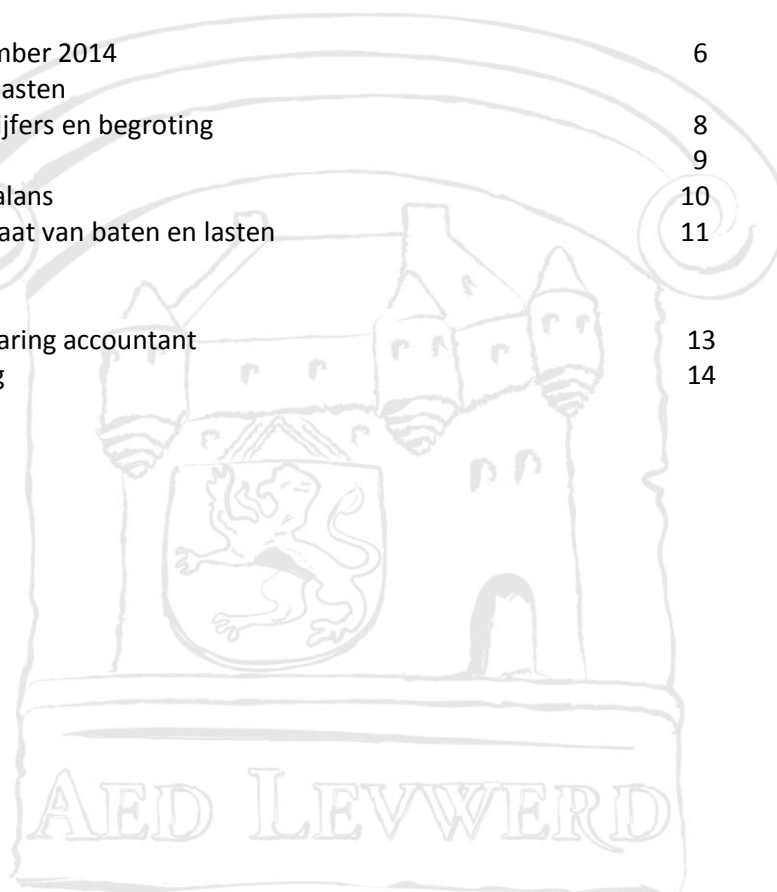 mber 2014 6
asten
ijfers en begroting 8
9
alans 10
aat van baten en lasten 11
aring accountant 13
g 14
AED LEVWERD